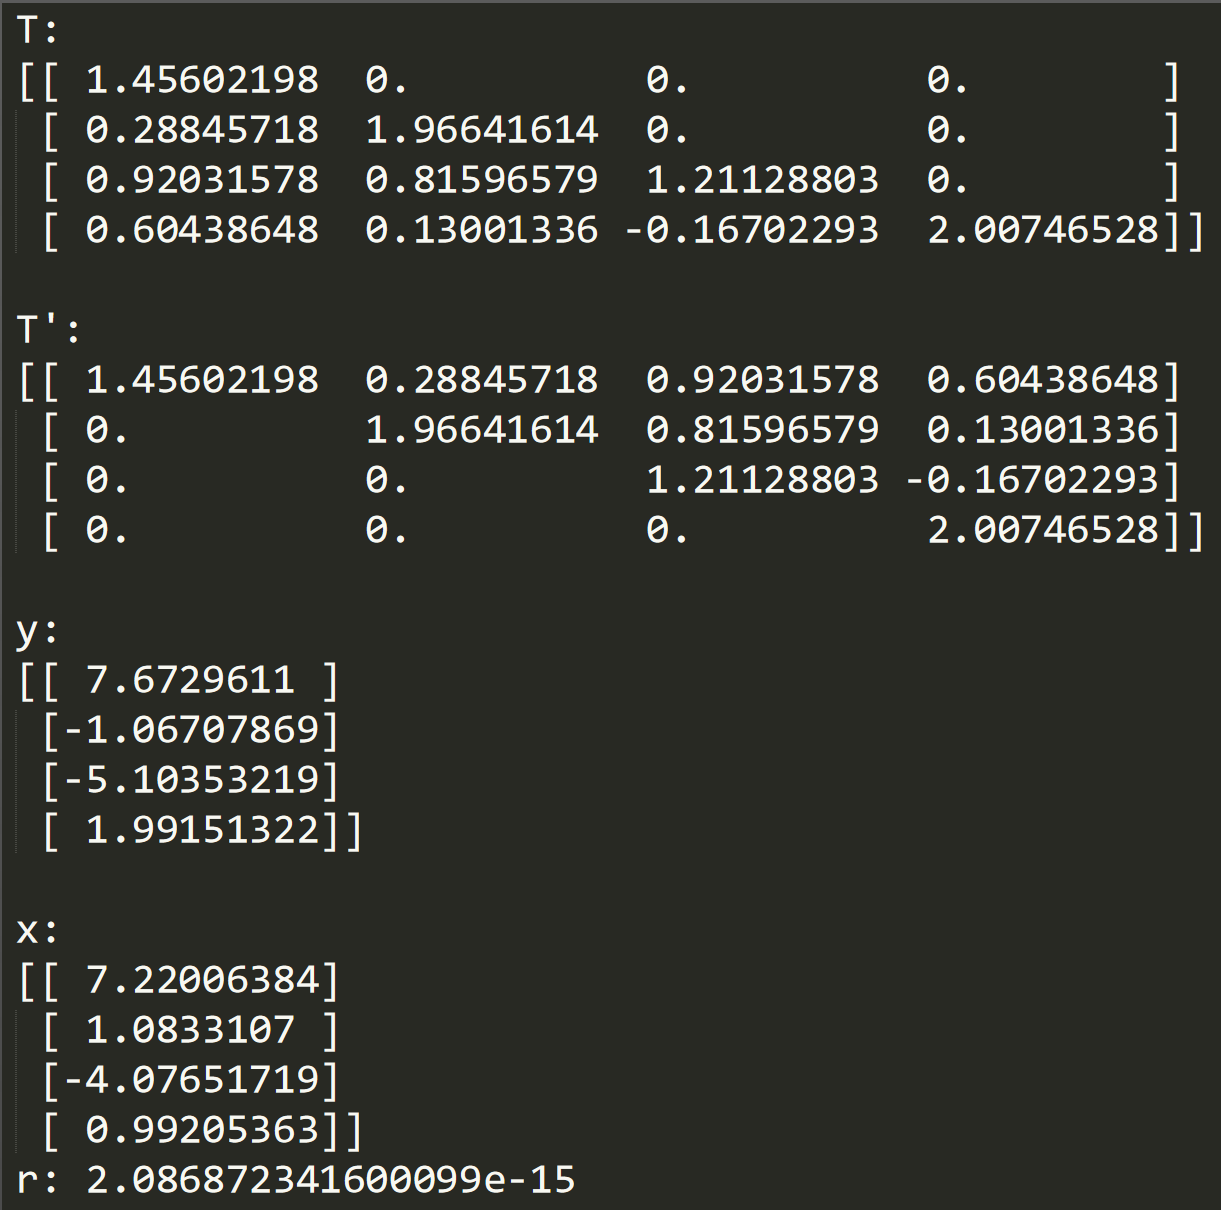 T:
[[ 1.45602198  0.          0.          0.        ]
 [ 0.28845718  1.96641614  0.          0.        ]
 [ 0.92031578  0.81596579  1.21128803  0.        ]
 [ 0.60438648  0.13001336 -0.16702293  2.00746528]]

T':
[[ 1.45602198  0.28845718  0.92031578  0.60438648]
 [ 0.          1.96641614  0.81596579  0.13001336]
 [ 0.          0.          1.21128803 -0.16702293]
 [ 0.          0.          0.          2.00746528]]

y:
[[ 7.6729611 ]
 [-1.06707869]
 [-5.10353219]
 [ 1.99151322]]

x:
[[ 7.22006384]
 [ 1.0833107 ]
 [-4.07651719]
 [ 0.99205363]]
r: 2.086872341600099e-15